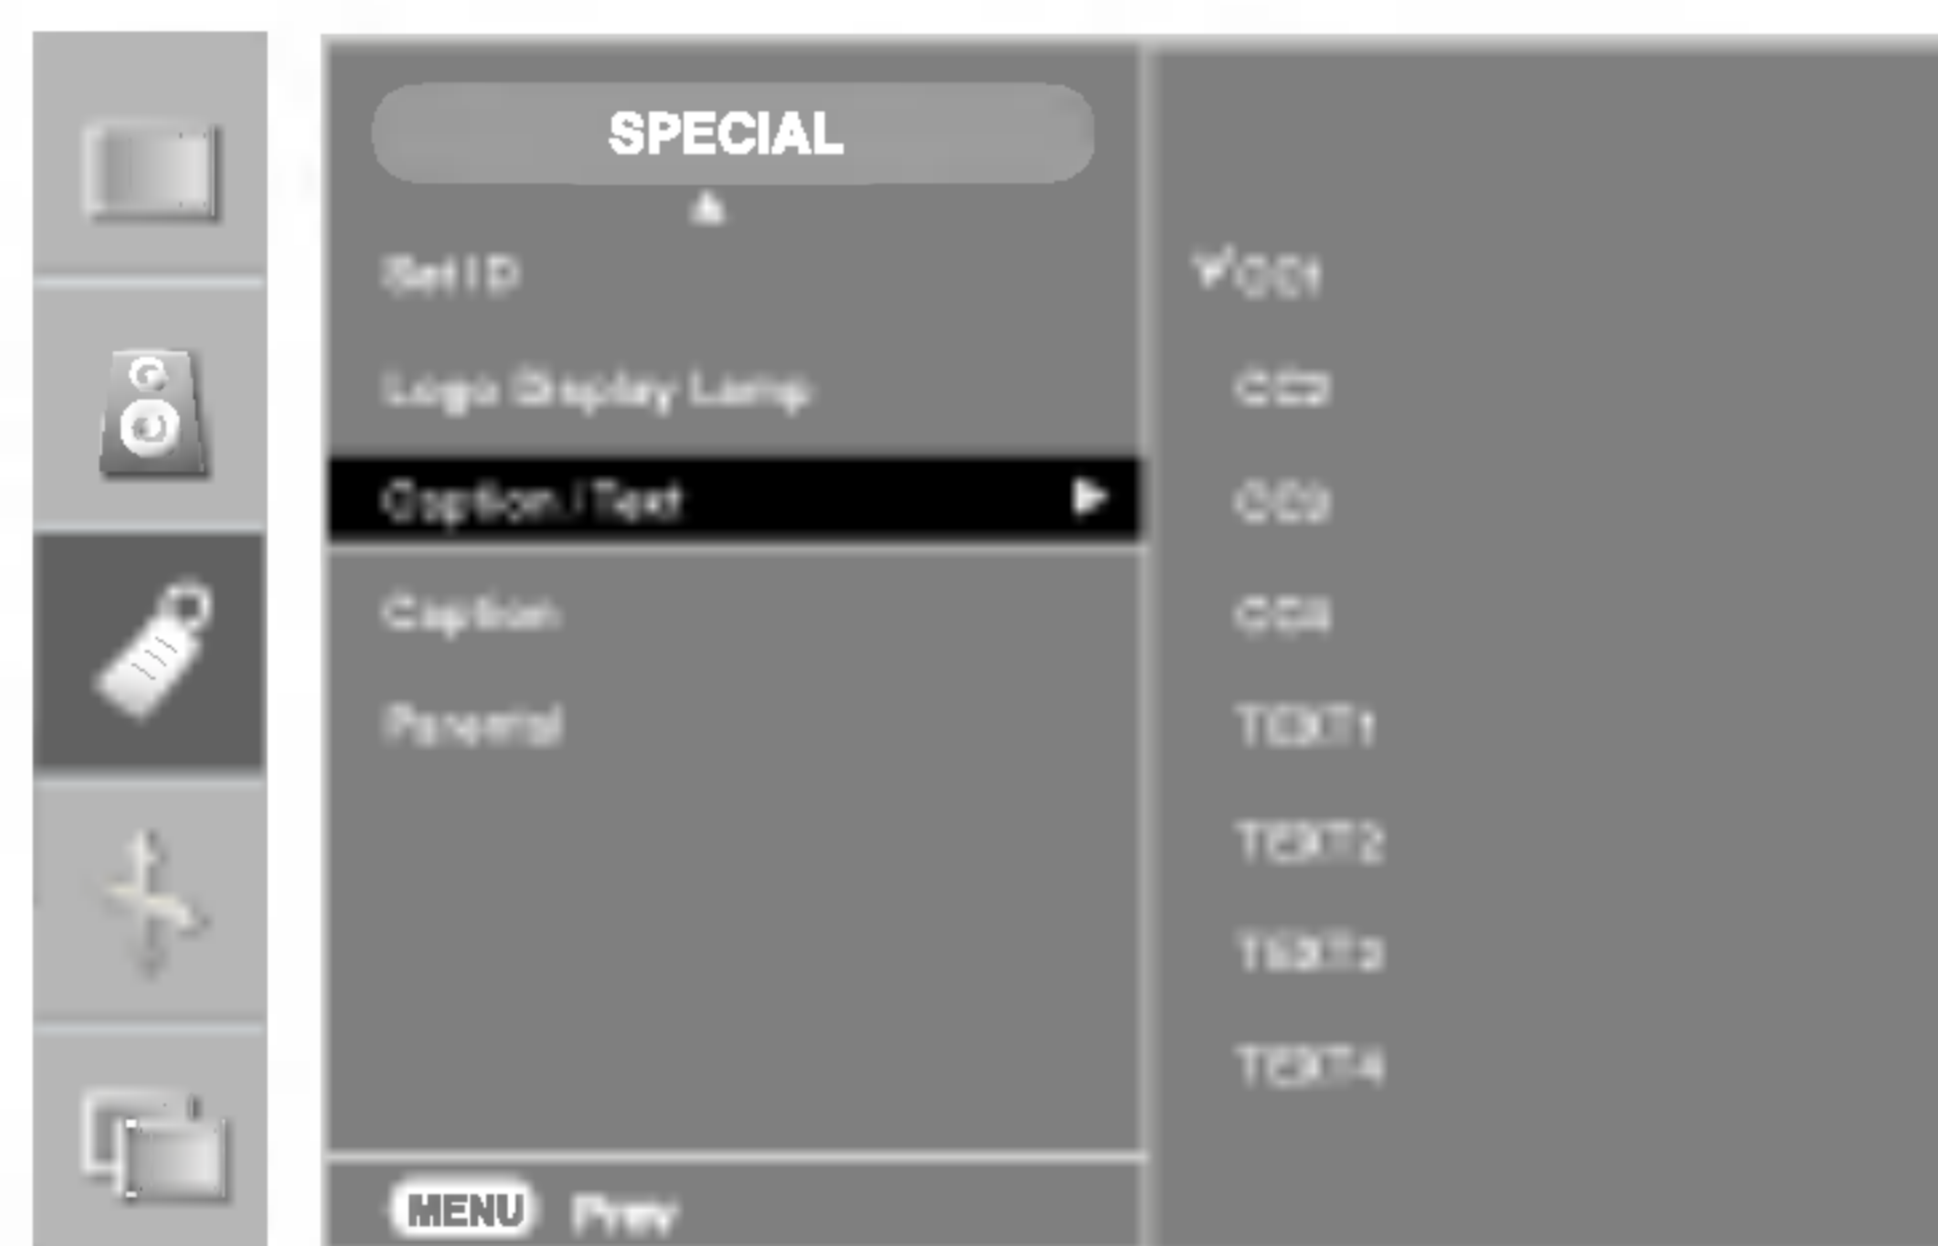 SPECIAL
Set ID
Logo Display Lamp
Caption / Text
Caption
Parental
MENU Prev
CC1
CC2
CC3
CC4
TEXT1
TEXT2
TEXT3
TEXT4